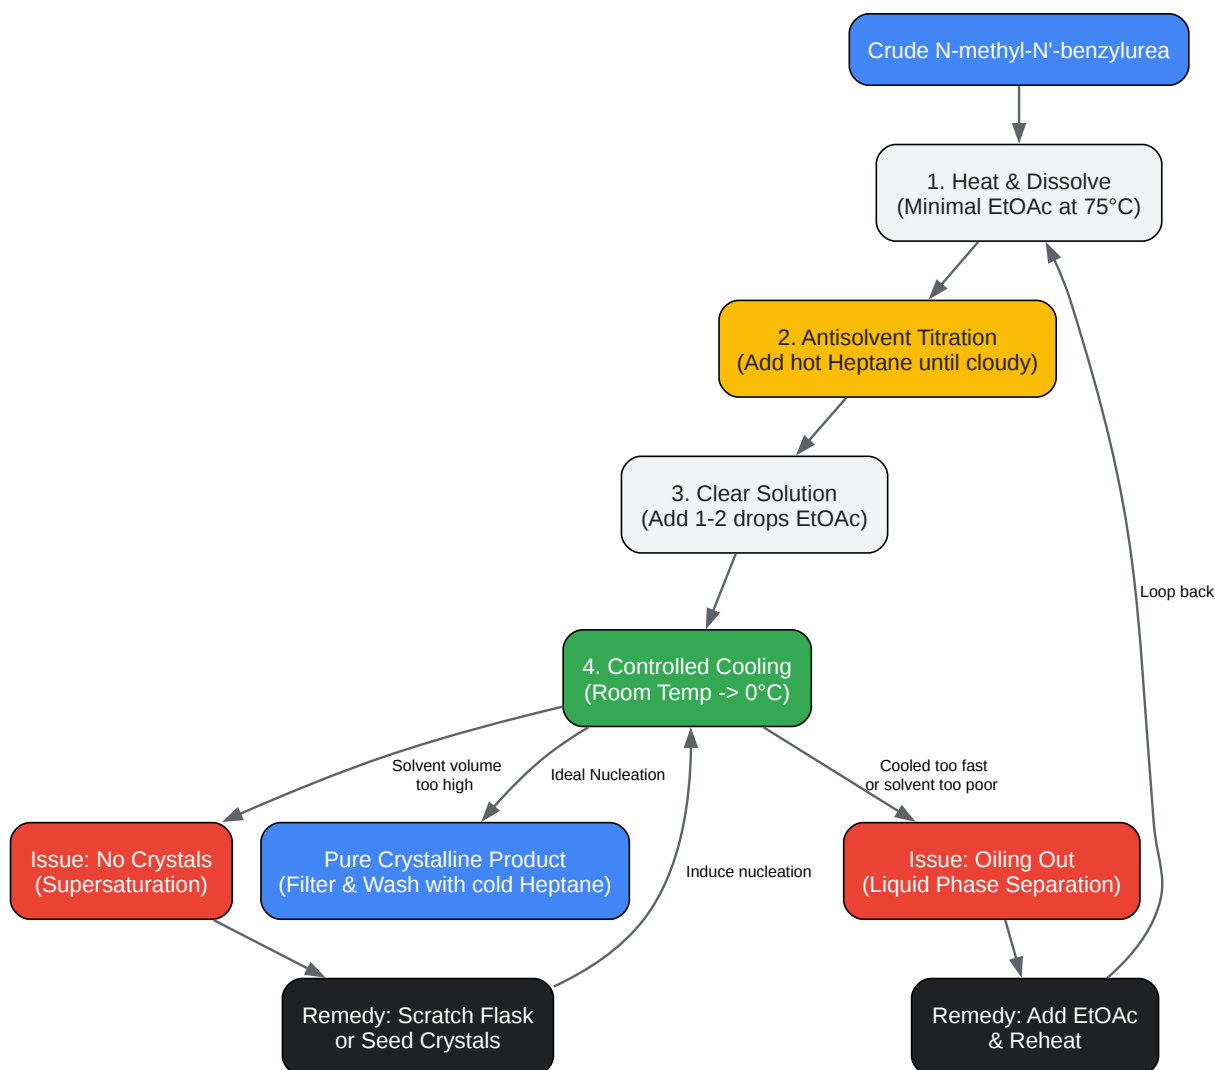 Crude N-methyl-N'-benzylurea
1. Heat & Dissolve
(Minimal EtOAc at 75°C)
2. Antisolvent Titration
(Add hot Heptane until cloudy)
3. Clear Solution
(Add 1-2 drops EtOAc)
Loop back
4. Controlled Cooling
(Room Temp -> 0°C)
Solvent volume
too high
Ideal Nucleation
Cooled too fast
or solvent too poor
Issue: No Crystals
(Supersaturation)
Pure Crystalline Product
(Filter & Wash with cold Heptane)
Induce nucleation
Issue: Oiling Out
(Liquid Phase Separation)
Remedy: Scratch Flask
or Seed Crystals
Remedy: Add EtOAc
& Reheat